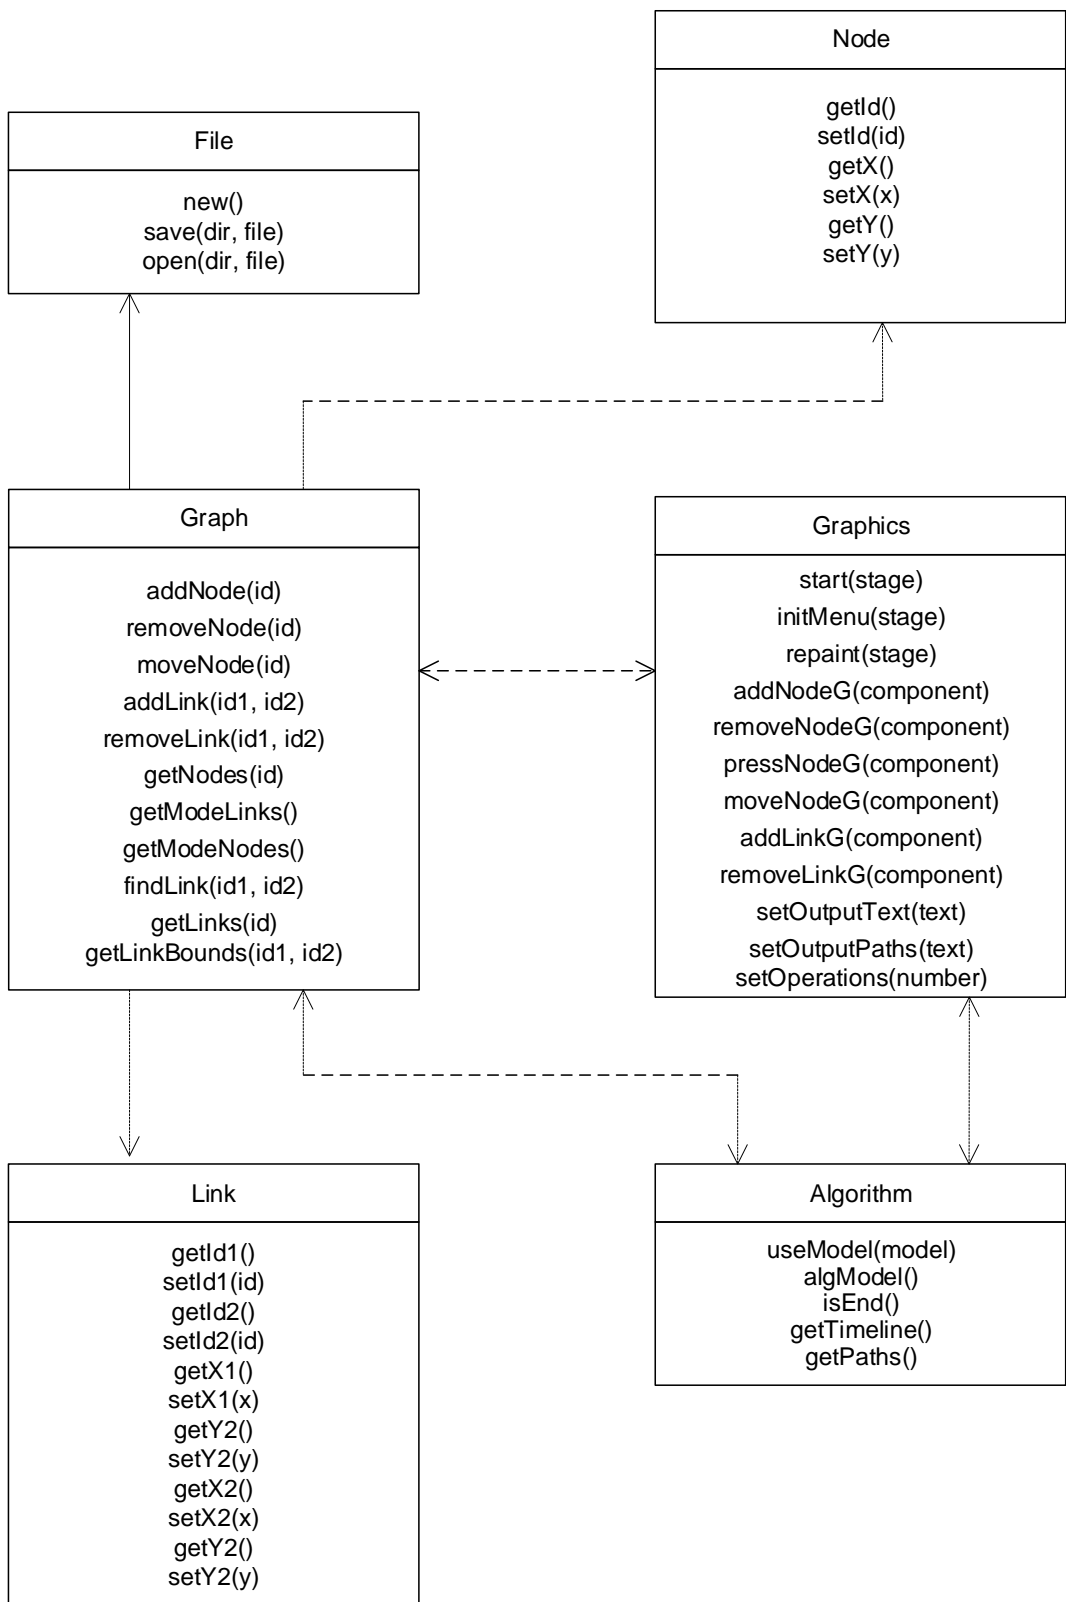 Node
getId()
setId(id)
getX()
setX(x)
getY()
setY(y)
File
new()
save(dir, file)
open(dir, file)
Graph
addNode(id)
removeNode(id)
moveNode(id)
addLink(id1, id2)
removeLink(id1, id2)
getNodes(id)
getModeLinks()
getModeNodes()
findLink(id1, id2)
getLinks(id)
getLinkBounds(id1, id2)
Graphics
start(stage)
initMenu(stage)
repaint(stage)
addNodeG(component)
removeNodeG(component)
pressNodeG(component)
moveNodeG(component)
addLinkG(component)
removeLinkG(component)
setOutputText(text)
setOutputPaths(text)
setOperations(number)
Link
getId1()
setId1(id)
getId2()
setId2(id)
getX1()
setX1(x)
getY2()
setY2(y)
getX2()
setX2(x)
getY2()
setY2(y)
Algorithm
useModel(model)
algModel()
isEnd()
getTimeline()
getPaths()